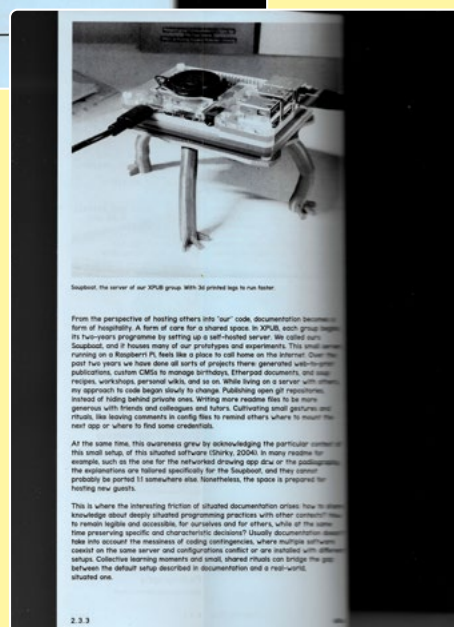 Soupboat, the server of our XPUB group. With 3d printed legs to run faster.
From the perspective of hosting others into "our" code, documentation becomes a
form of hospitality. A form of care for a shared space. In XPUB, each group begins
its two-years programme by setting up a self-hosted server. We called ours
Soupboat, and it houses many of our prototypes and experiments. This small server
running on a Raspberry Pi, feels like a place to call home on the internet. Over the
past two years we have done all sorts of projects there: generated web-to-print
publications, custom CMSs to manage birthdays, Etherpad documents, and soup
recipes, workshops, personal wikis, and so on. While living on a server with others,
my approach to code began slowly to change. Publishing open git repositories,
instead of hiding behind private ones. Writing more readme files to be more
generous with friends and colleagues and tutors. Cultivating small gestures and
rituals, like leaving comments in config files to remind others where to mount the
next app or where to find some credentials.
At the same time, this awareness grew by acknowledging the particular context of
this small setup, of this situated software (Shirky, 2004). In many readme for
example, such as the one for the networked drawing app drw or the padliography,
the explanations are tailored specifically for the Soupboat, and they cannot
probably be ported 1:1 somewhere else. Nonetheless, the space is prepared for
hosting new guests.
This is where the interesting friction of situated documentation arises: how to share
knowledge about deeply situated programming practices with other contexts? How
to remain legible and accessible, for ourselves and for others, while at the same
time preserving specific and characteristic decisions? Usually documentation doesn't
take into account the messiness of coding contingencies, where multiple software
coexist on the same server and configurations conflict or are installed with different
setups. Collective learning moments and small, shared rituals can bridge the gap
between the default setup described in documentation and a real-world,
situated one.
2.3.3